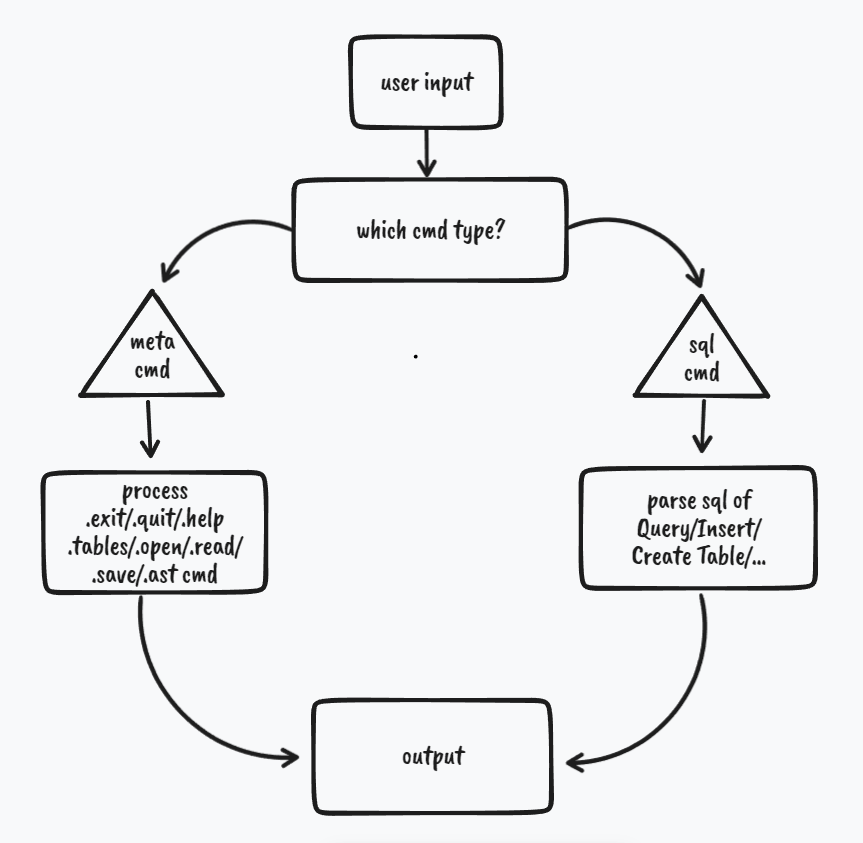 user input
which cmd type?
meta
cmd
sql
cmd
process
.exit/.quit/.help
.tables/.open/.read/
.save/.ast cmd
parse sql of
Query/Insert/
Create Table/...
output